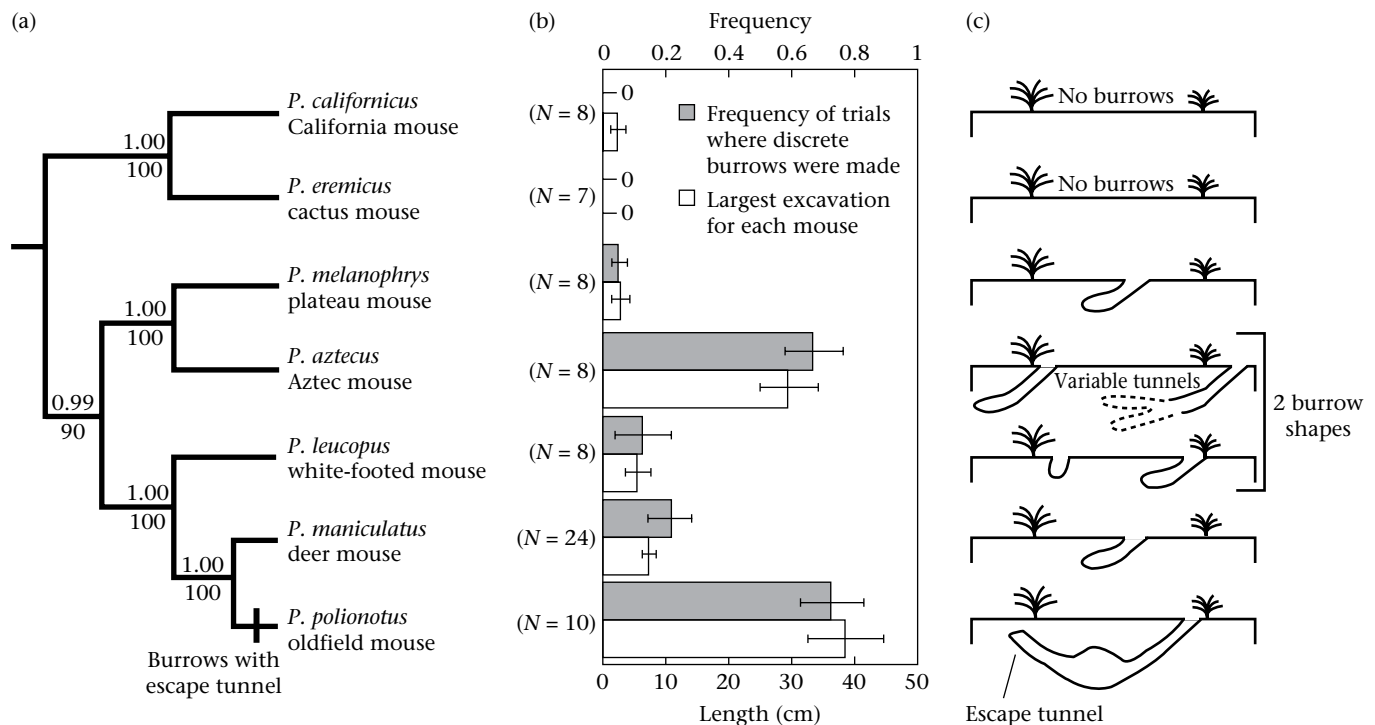 (a)
P. californicus
California mouse
1.00
100
P. eremicus
cactus mouse
P. melanophrys
plateau mouse
1.00
100
P. aztecus
Aztec mouse
0.99
90
P. leucopus
white-footed mouse
1.00
100
P. maniculatus
deer mouse
1.00
100
P. polionotus
oldfield mouse
Burrows with
escape tunnel
(b)
Frequency
0 0.2 0.4 0.6 0.8 1
(N = 8)
0
(N = 7)
0
0
(N = 8)
(N = 8)
(N = 8)
(N = 24)
(N = 10)
Frequency of trials
where discrete
burrows were made
Largest excavation
for each mouse
0 10 20 30 40 50
Length (cm)
(c)
No burrows
No burrows
Variable tunnels
2 burrow
shapes
Escape tunnel